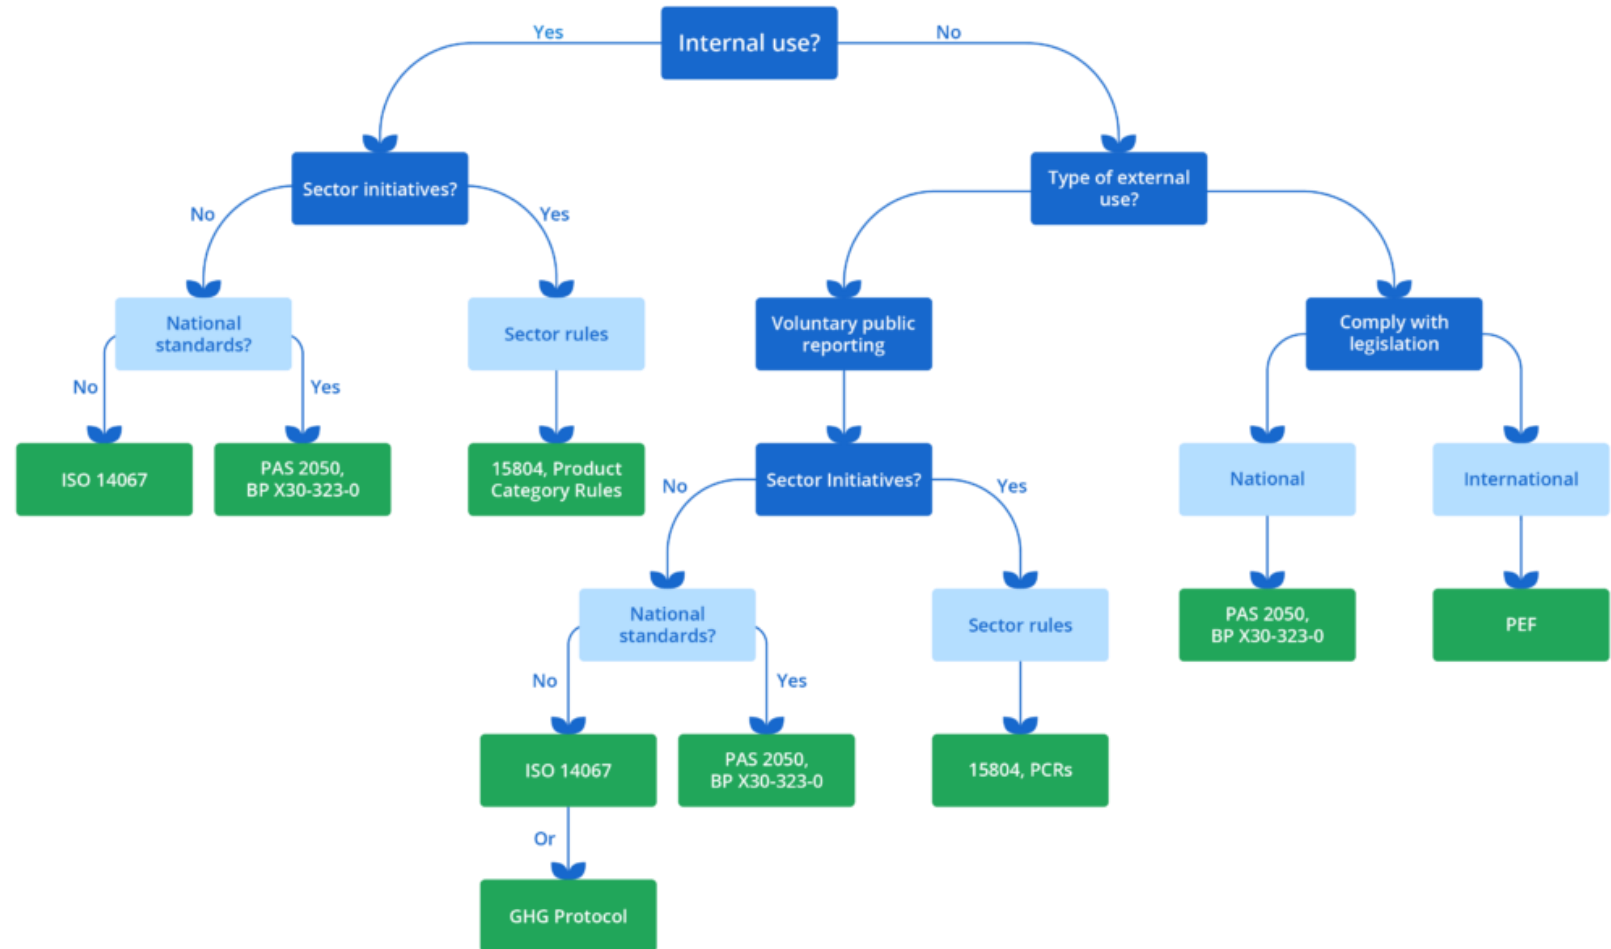 Internal use?
Yes
No
Sector initiatives?
Type of external
use?
No
Yes
National
standards?
Sector rules
Voluntary public
reporting
Comply with
legislation
No
Yes
ISO 14067
PAS 2050,
BP X30-323-0
15804, Product
Category Rules
Sector Initiatives?
National
International
No
Yes
National
standards?
Sector rules
PAS 2050,
BP X30-323-0
PEF
No
Yes
ISO 14067
PAS 2050,
BP X30-323-0
15804, PCRs
Or
GHG Protocol